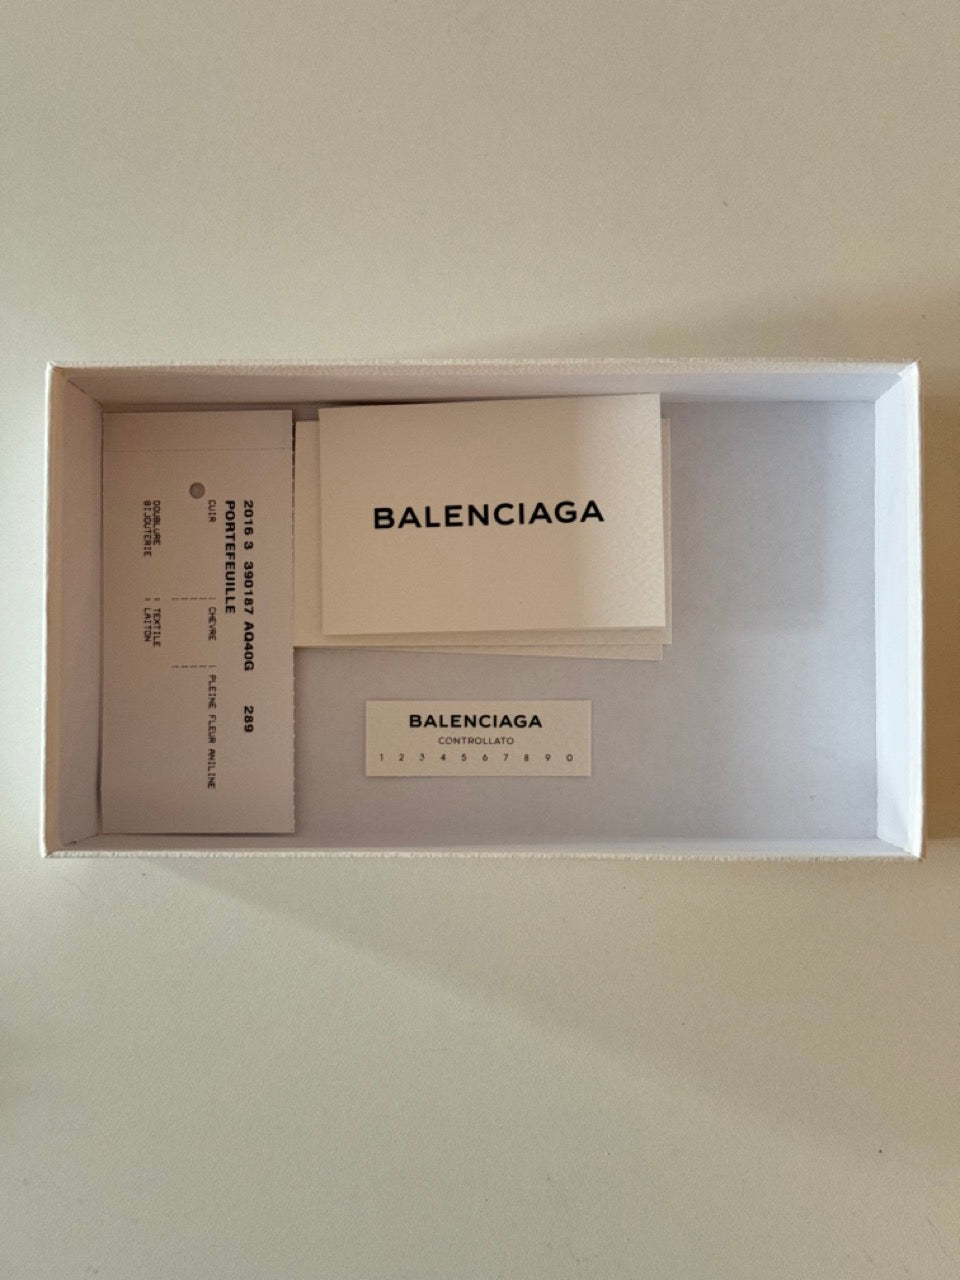 2016 3 390187 AQ40G 289
PORTEFEUILLE
CUIR : CHEVRE : PLEINE FLEUR ANILINE
DOUBLURE : TEXTILE
BIJOUTERIE : LAITON
BALENCIAGA
BALENCIAGA
CONTROLLATO
1 2 3 4 5 6 7 8 9 0